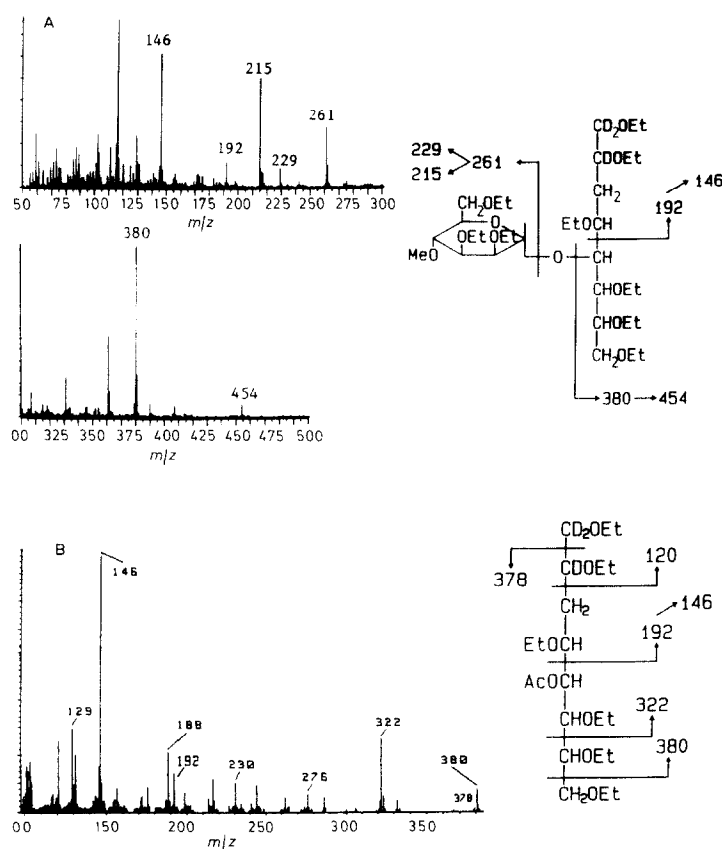 A
146
215
261
192
229
50 75 100 125 150 175 200 225 250 275 300
m/z
380
454
00 325 350 375 400 425 450 475 500
m/z
CD2OEt
CDOEt
CH2
EtOCH
CH
CHOEt
CHOEt
CH2OEt
146
192
229
215
261
CH2OEt
O
OEt
OEt
MeO
O
380
454
B
146
129
188
192
230
276
322
380
378
00 150 200 250 300 350
m/z
CD2OEt
378
CDOEt
120
CH2
146
EtOCH
192
AcOCH
CHOEt
322
CHOEt
380
CH2OEt